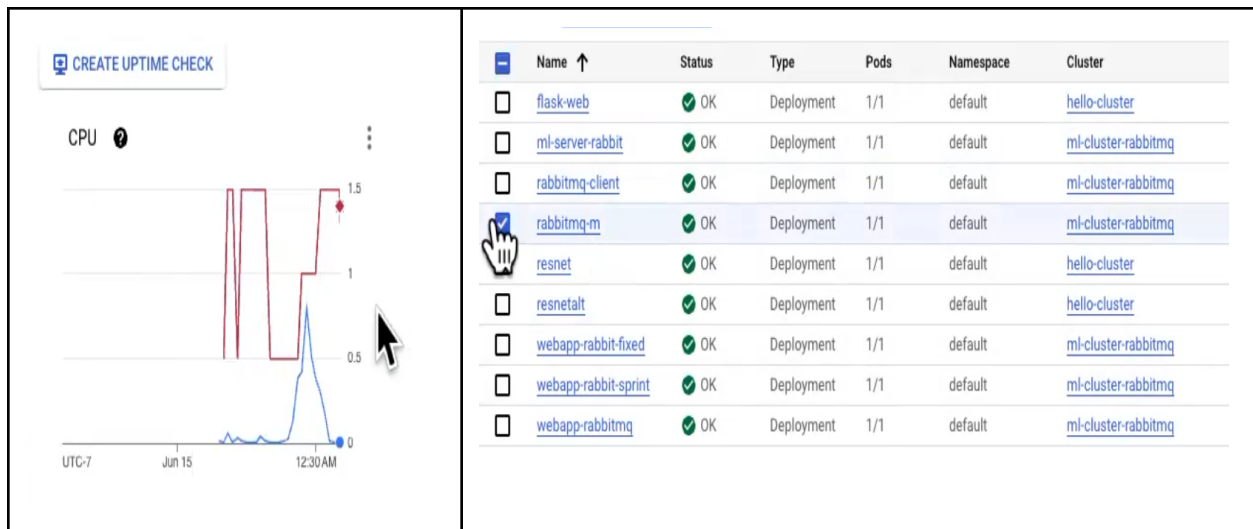 CREATE UPTIME CHECK
CPU ?
1.5
1
0.5
0
UTC-7 Jun 15 12:30 AM
Name ↑ Status Type Pods Namespace Cluster
flask-web OK Deployment 1/1 default hello-cluster
ml-server-rabbit OK Deployment 1/1 default ml-cluster-rabbitmq
rabbitmq-client OK Deployment 1/1 default ml-cluster-rabbitmq
rabbitmq-m OK Deployment 1/1 default ml-cluster-rabbitmq
resnet OK Deployment 1/1 default hello-cluster
resnetalt OK Deployment 1/1 default hello-cluster
webapp-rabbit-fixed OK Deployment 1/1 default ml-cluster-rabbitmq
webapp-rabbit-sprint OK Deployment 1/1 default ml-cluster-rabbitmq
webapp-rabbitmq OK Deployment 1/1 default ml-cluster-rabbitmq